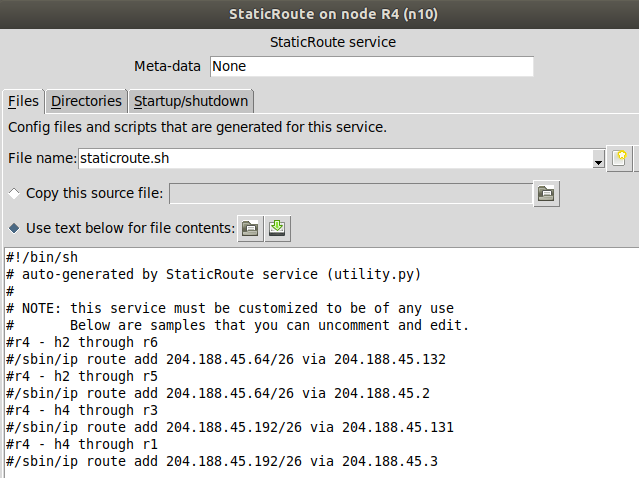 StaticRoute on node R4 (n10)
StaticRoute service
Meta-data None
Files Directories Startup/shutdown
Config files and scripts that are generated for this service.
File name: staticroute.sh
Copy this source file:
Use text below for file contents:
#!/bin/sh
# auto-generated by StaticRoute service (utility.py)
#
# NOTE: this service must be customized to be of any use
#       Below are samples that you can uncomment and edit.
#r4 - h2 through r6
#/sbin/ip route add 204.188.45.64/26 via 204.188.45.132
#r4 - h2 through r5
#/sbin/ip route add 204.188.45.64/26 via 204.188.45.2
#r4 - h4 through r3
#/sbin/ip route add 204.188.45.192/26 via 204.188.45.131
#r4 - h4 through r1
#/sbin/ip route add 204.188.45.192/26 via 204.188.45.3